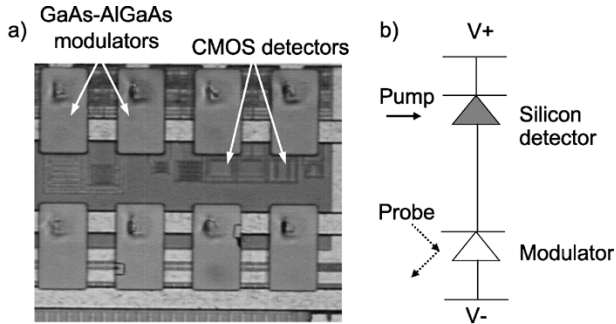 a)
GaAs-AlGaAs
modulators
CMOS detectors
b)
V+
Pump
Silicon
detector
Probe
Modulator
V-